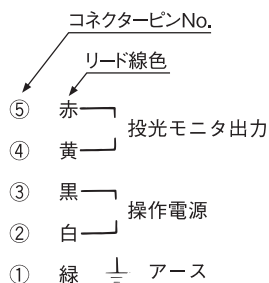 コネクターピンNo.
リード線色
⑤ 赤
投光モニタ出力
④ 黄
③ 黒
操作電源
② 白
① 緑 アース